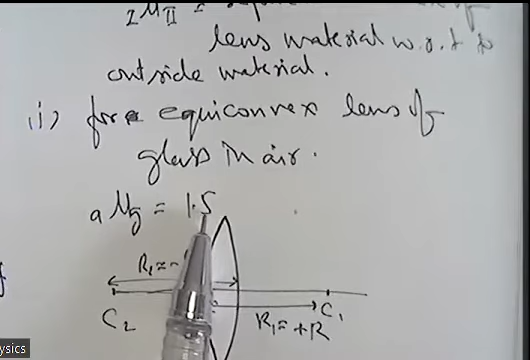 lens material w.r.t to
outside material.
(i) for equiconvex lens of
glass in air.
aμg = 1.5
C₂
C₁
R₁ = +R
ysics